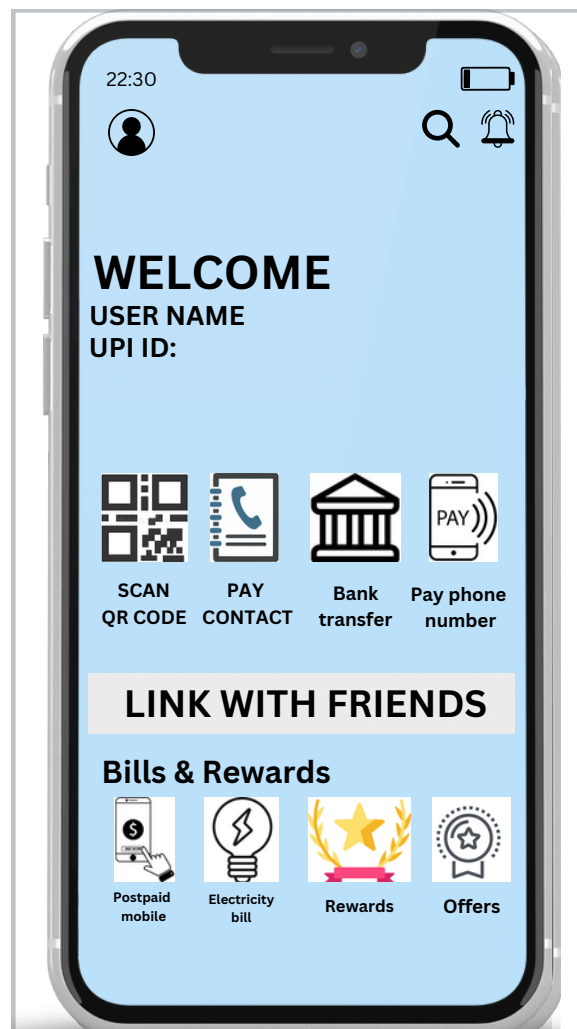 22:30
WELCOME
USER NAME
UPI ID:
PAY
SCAN
QR CODE
PAY
CONTACT
Bank
transfer
Pay phone
number
LINK WITH FRIENDS
Bills & Rewards
$
Postpaid
mobile
Electricity
bill
Rewards
Offers